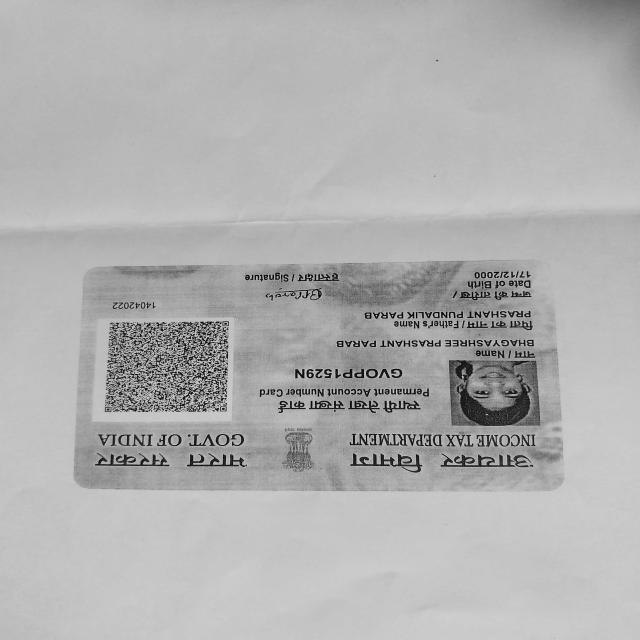 आयकर विभाग
INCOME TAX DEPARTMENT
भारत सरकार
GOVT. OF INDIA
स्थायी लेखा संख्या कार्ड
Permanent Account Number Card
GVOPP1529N
नाम / Name
BHAGYASHREE PRASHANT PARAB
पिता का नाम / Father's Name
PRASHANT PUNDALIK PARAB
जन्म की तारीख /
Date of Birth
17/12/2000
हस्ताक्षर / Signature
14042022